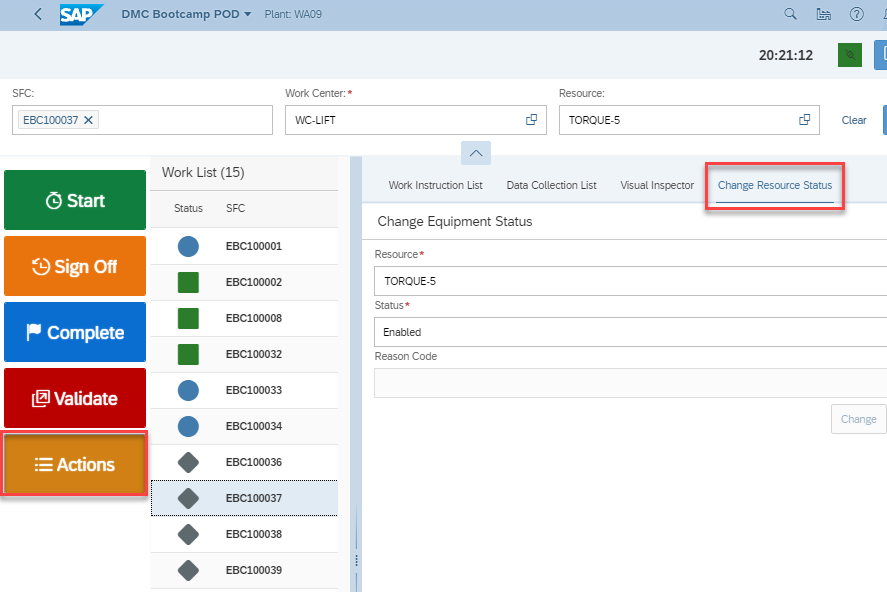 SAP DMC Bootcamp POD Plant: WA09
20:21:12
SFC: Work Center:* Resource:
EBC100037 WC-LIFT TORQUE-5 Clear
Start
Sign Off
Complete
Validate
Actions
Work List (15)
Status SFC
EBC100001
EBC100002
EBC100008
EBC100032
EBC100033
EBC100034
EBC100036
EBC100037
EBC100038
EBC100039
Work Instruction List Data Collection List Visual Inspector Change Resource Status
Change Equipment Status
Resource*
TORQUE-5
Status*
Enabled
Reason Code
Change